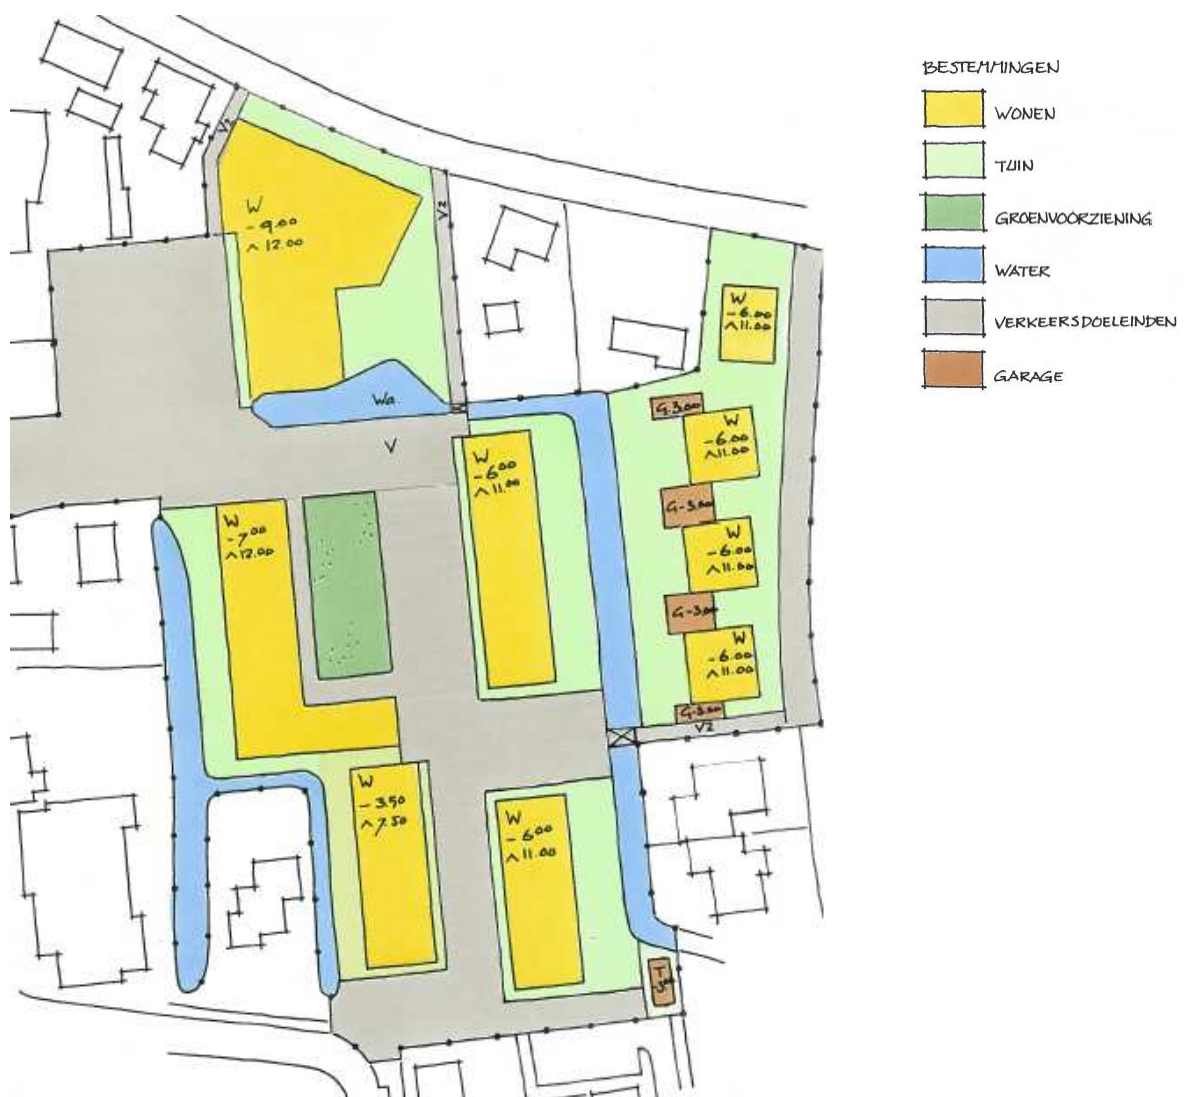 BESTEMMINGEN
WONEN
TUIN
GROENVOORZIENING
WATER
VERKEERSDOELEINDEN
GARAGE
V2
W
- 9.00
^ 12.00
V2
W
- 6.00
^ 11.00
Wa
V
G-3.00
W
- 6.00
^ 11.00
W
- 6.00
^ 11.00
G-3.00
W
- 7.00
^ 12.00
W
- 6.00
^ 11.00
G-3.00
W
- 6.00
^ 11.00
G-3.00
V2
W
- 3.50
^ 7.50
W
- 6.00
^ 11.00
T
-3.00